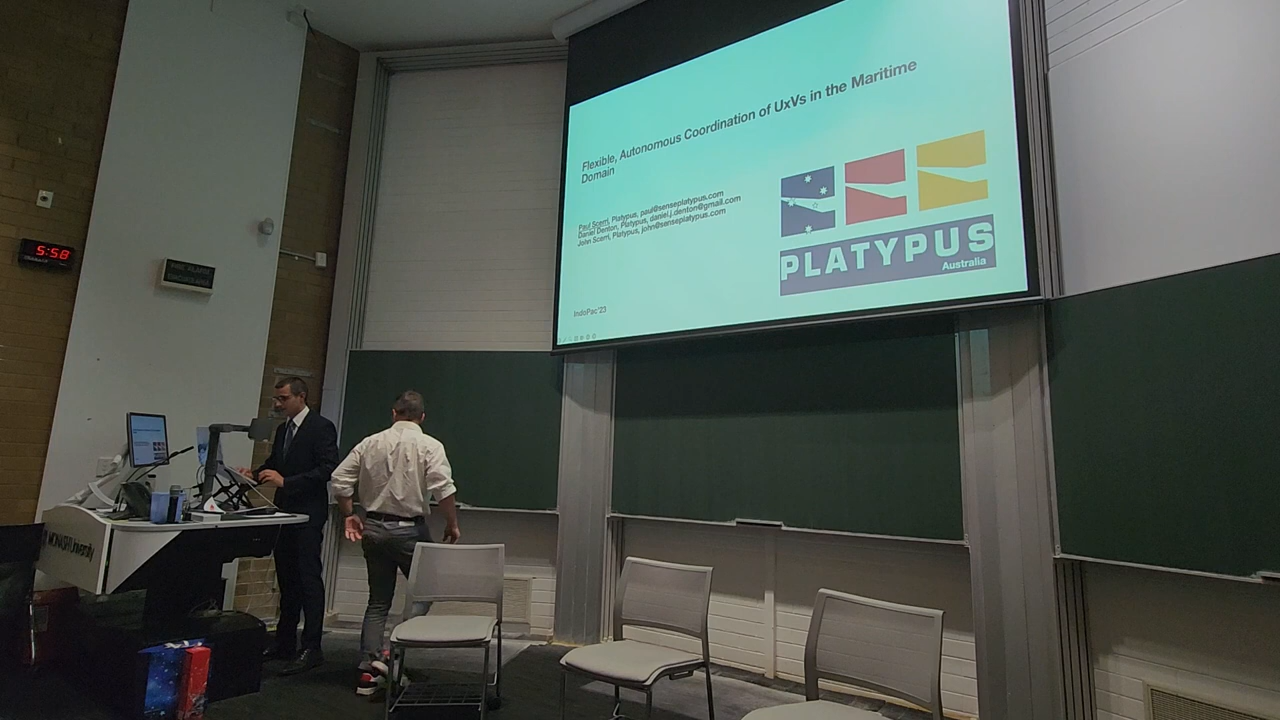 Flexible, Autonomous Coordination of UxVs in the Maritime
Domain
Paul Scerri, Platypus, paul@senseplatypus.com
Daniel Denton, Platypus, daniel.j.denton@gmail.com
John Scerri, Platypus, john@senseplatypus.com
PLATYPUS
Australia
IndoPac'23
5:58
MONASH University